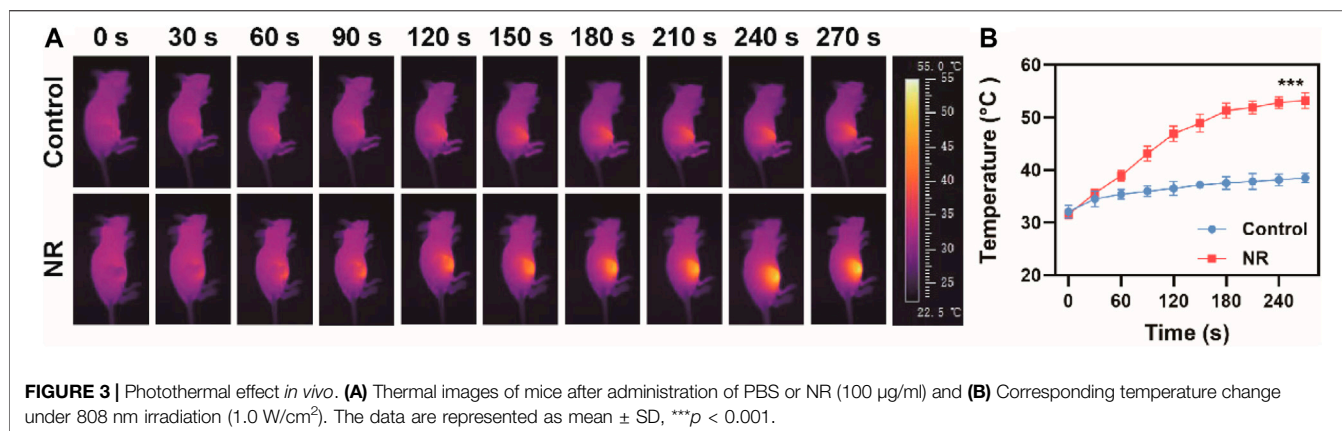 A
0 s 30 s 60 s 90 s 120 s 150 s 180 s 210 s 240 s 270 s
Control
NR
55.0 ℃
55
50
45
40
35
30
25
22.5 ℃
B
Temperature (°C)
60
50
40
30
20
***
Control
NR
0 60 120 180 240
Time (s)
FIGURE 3 | Photothermal effect in vivo. (A) Thermal images of mice after administration of PBS or NR (100 μg/ml) and (B) Corresponding temperature change
under 808 nm irradiation (1.0 W/cm²). The data are represented as mean ± SD, ***p < 0.001.